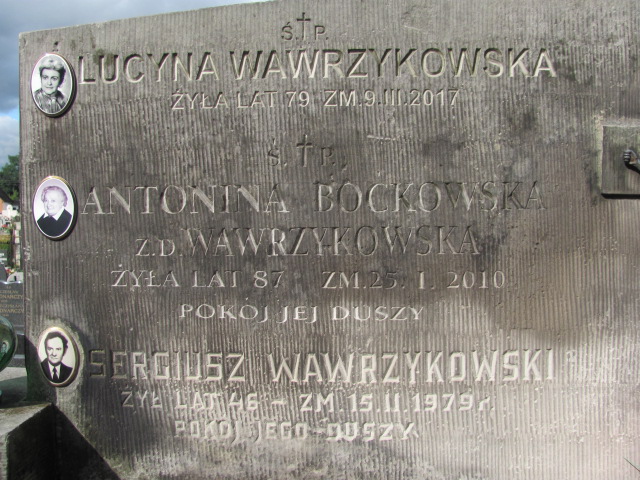 Ś † P.
LUCYNA WAWRZYKOWSKA
ŻYŁA LAT 79 ZM. 9.III.2017
Ś † P.
ANTONINA BOCKOWSKA
Z.D. WAWRZYKOWSKA
ŻYŁA LAT 87 ZM. 25. I. 2010
POKÓJ JEJ DUSZY
SERGIUSZ WAWRZYKOWSKI
ŻYŁ LAT 46 – ZM. 15.II.1979 r.
POKÓJ JEGO DUSZY